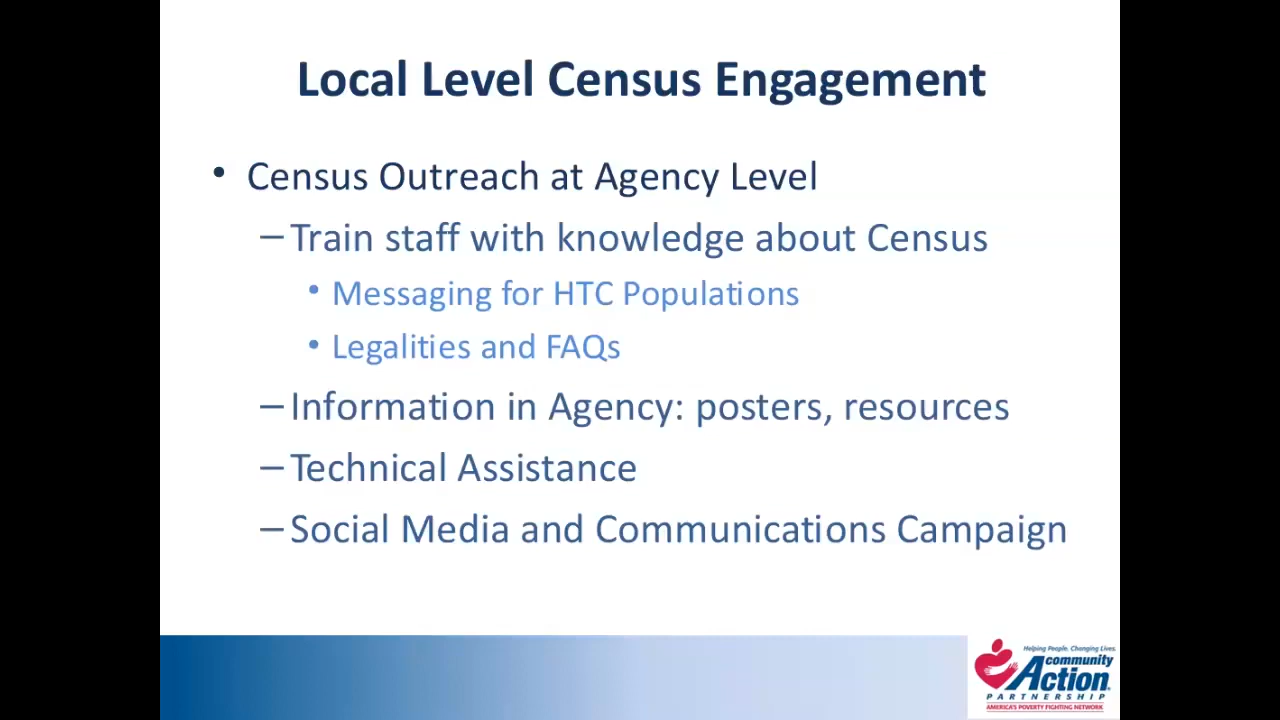 Local Level Census Engagement
• Census Outreach at Agency Level
– Train staff with knowledge about Census
• Messaging for HTC Populations
• Legalities and FAQs
– Information in Agency: posters, resources
– Technical Assistance
– Social Media and Communications Campaign
Helping People. Changing Lives.
community
Action
PARTNERSHIP
AMERICA'S POVERTY FIGHTING NETWORK